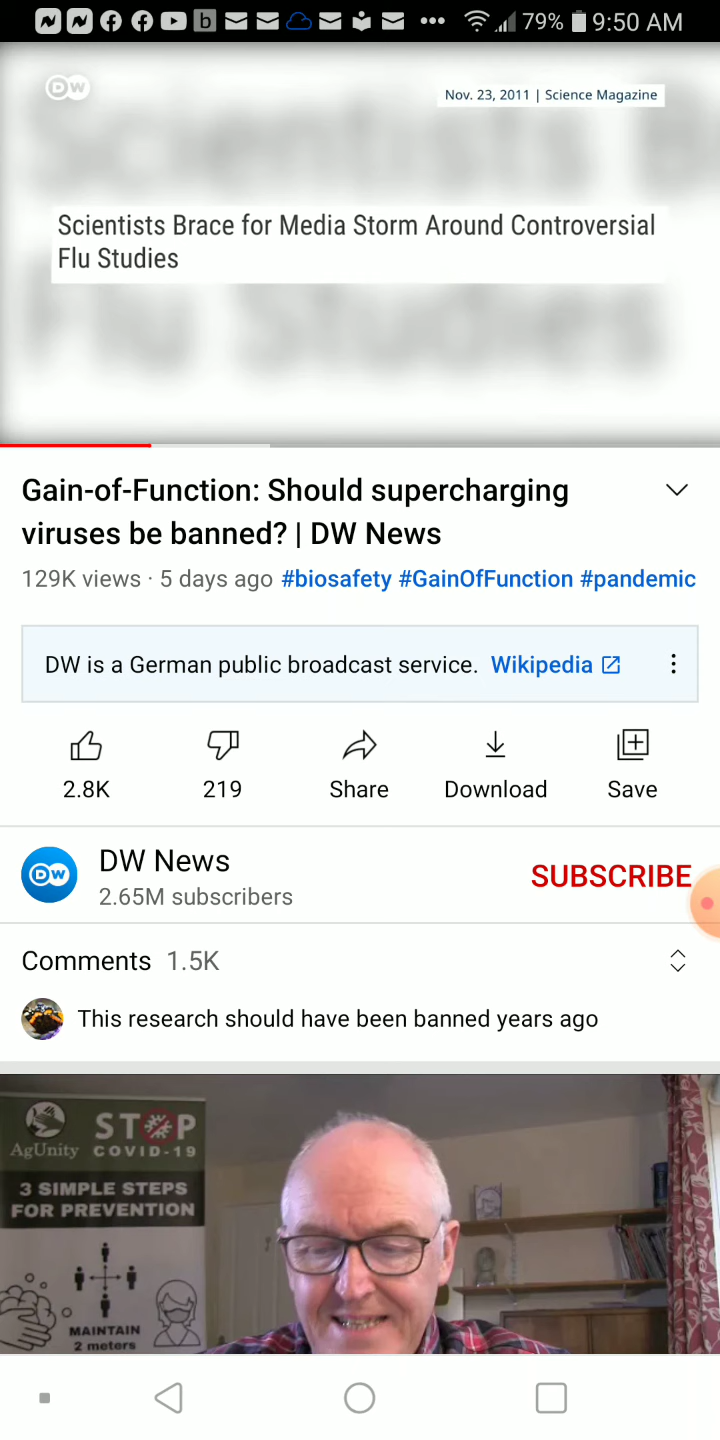 79% 9:50 AM
DW
Nov. 23, 2011 | Science Magazine
Scientists Brace for Media Storm Around Controversial
Flu Studies
Gain-of-Function: Should supercharging
viruses be banned? | DW News
129K views · 5 days ago #biosafety #GainOfFunction #pandemic
DW is a German public broadcast service. Wikipedia
2.8K 219 Share Download Save
DW
DW News
2.65M subscribers
SUBSCRIBE
Comments 1.5K
This research should have been banned years ago
AgUnity
STOP
COVID-19
3 SIMPLE STEPS
FOR PREVENTION
MAINTAIN
2 meters